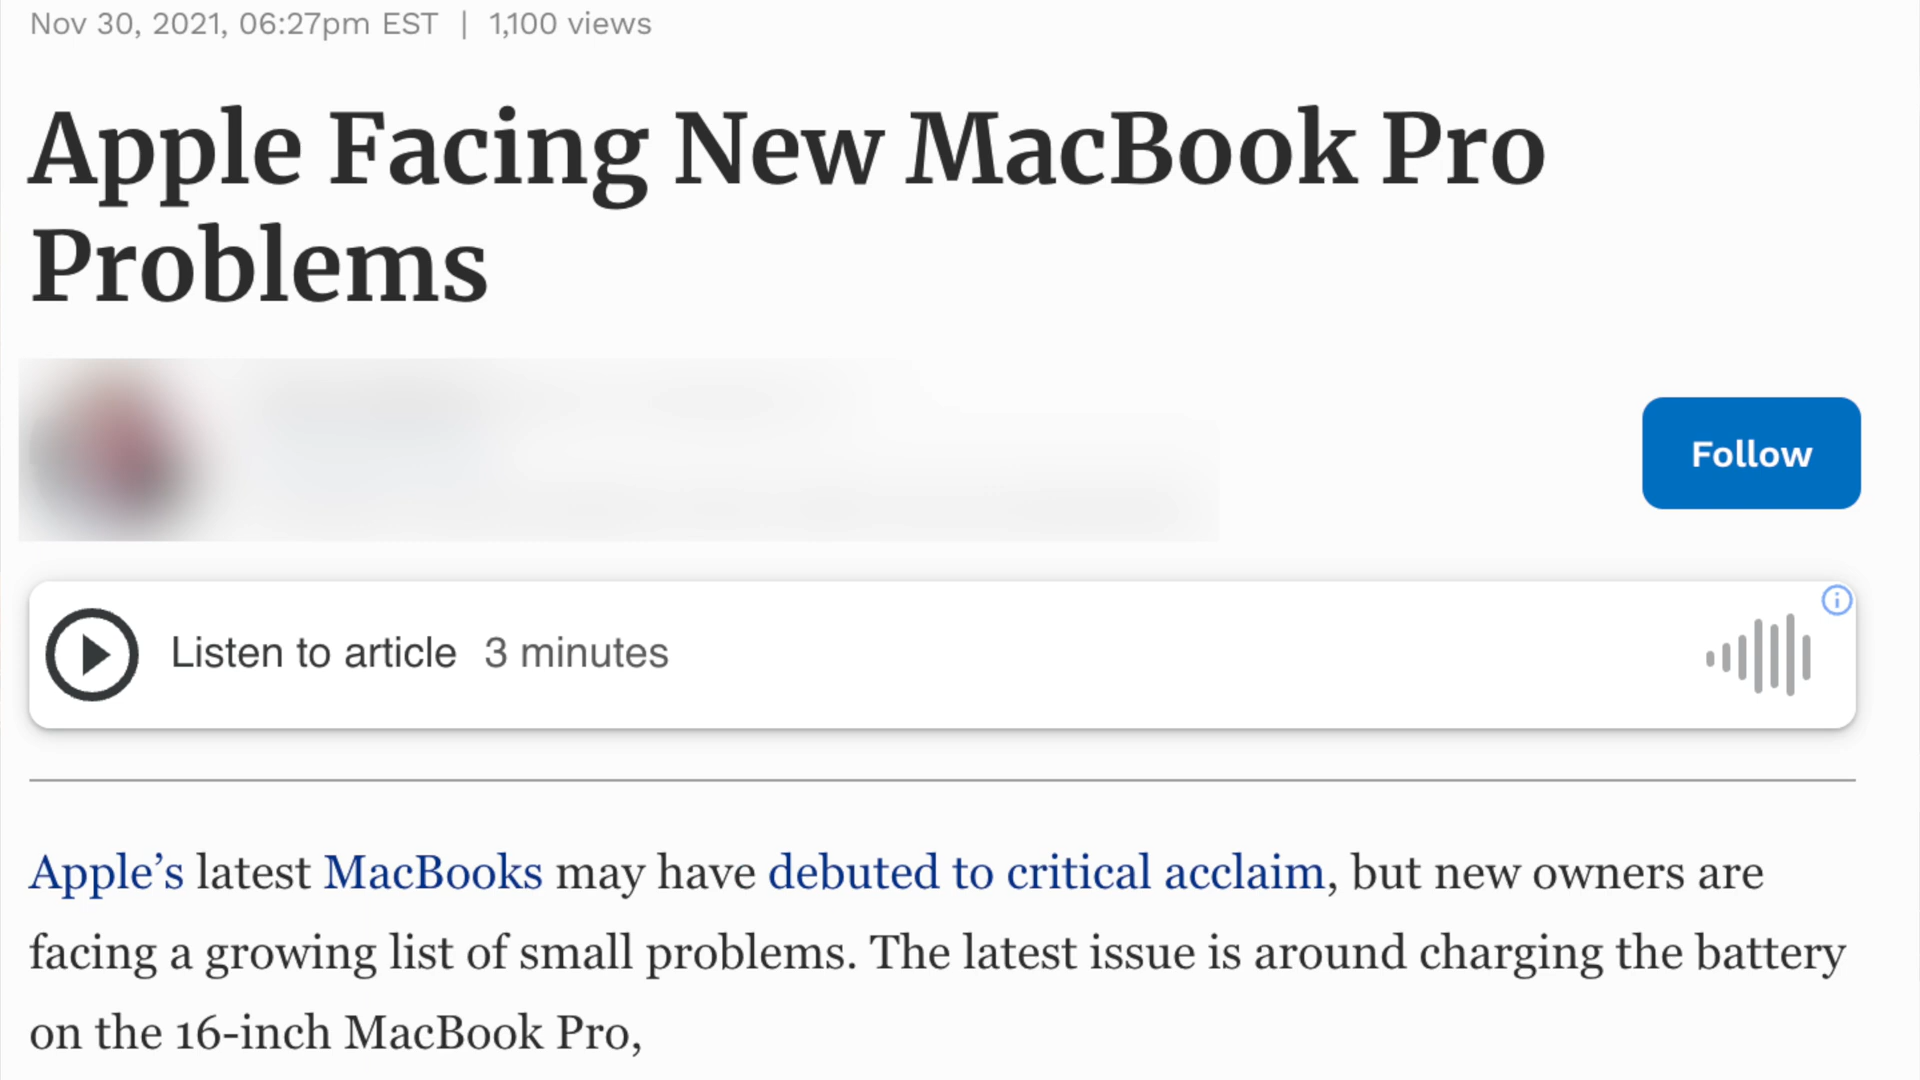 Nov 30, 2021, 06:27pm EST | 1,100 views
Apple Facing New MacBook Pro
Problems
Follow
Listen to article 3 minutes
Apple’s latest MacBooks may have debuted to critical acclaim, but new owners are
facing a growing list of small problems. The latest issue is around charging the battery
on the 16-inch MacBook Pro,